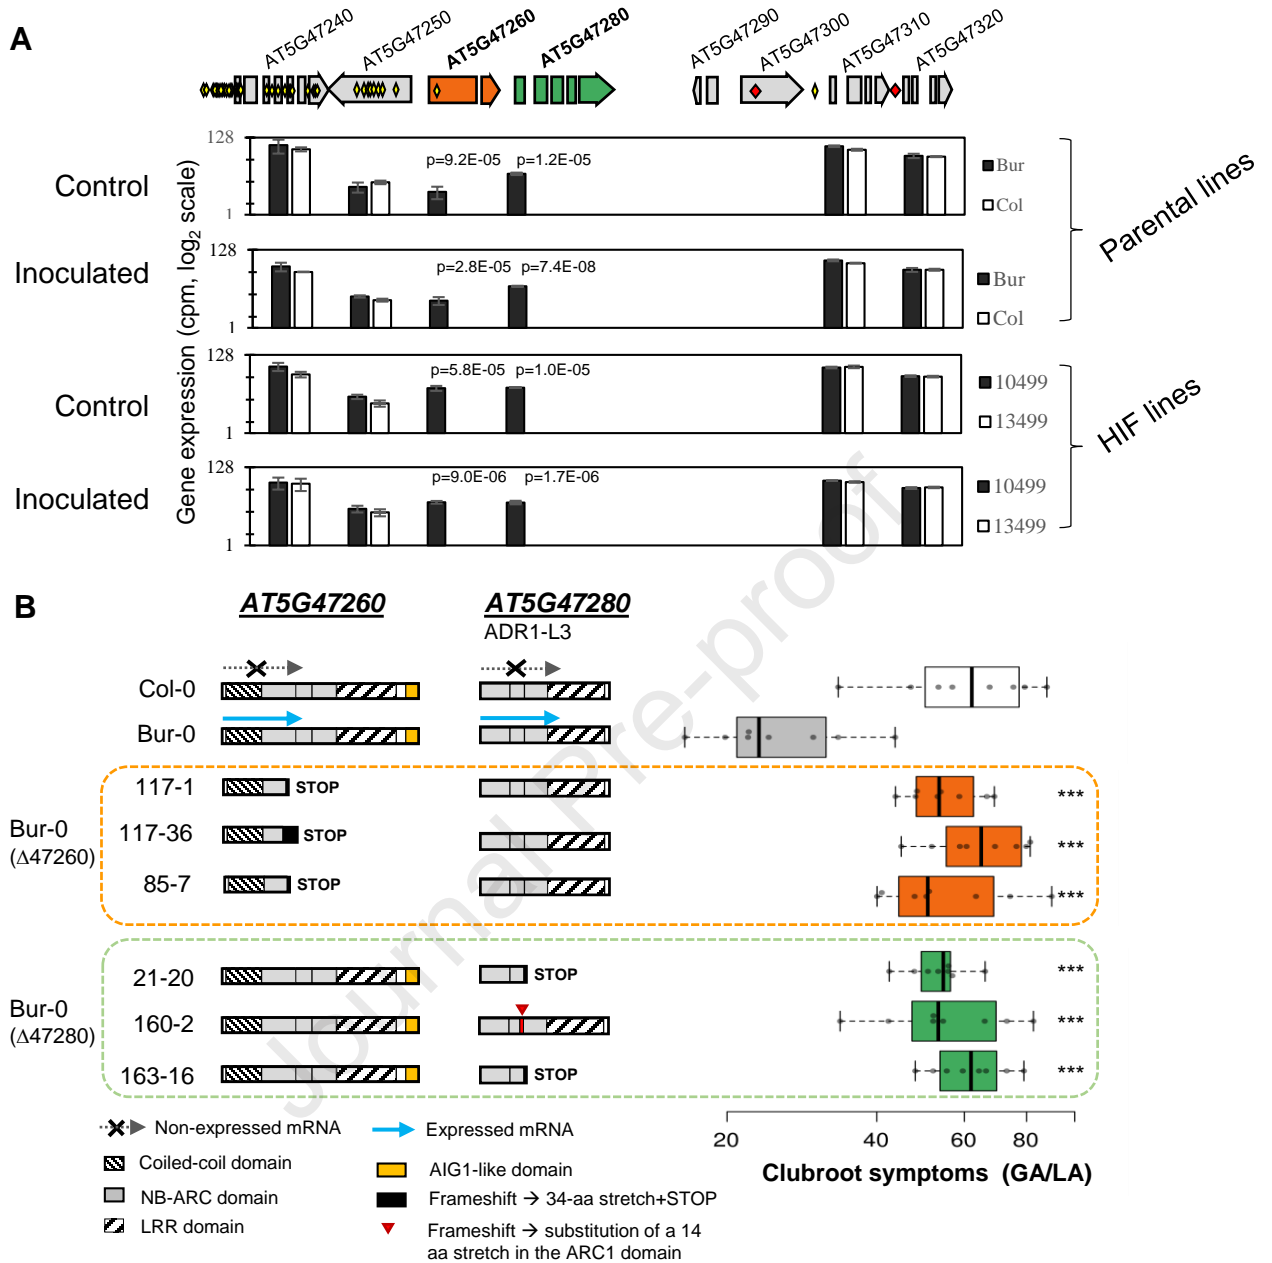 A
AT5G47240
AT5G47250
AT5G47260
AT5G47280
AT5G47290
AT5G47300
AT5G47310
AT5G47320
Gene expression (cpm, log2 scale)
Control
128
1
p=9.2E-05 p=1.2E-05
Bur
Col
Inoculated
128
1
p=2.8E-05 p=7.4E-08
Bur
Col
Parental lines
Control
128
1
p=5.8E-05 p=1.0E-05
10499
13499
Inoculated
128
1
p=9.0E-06 p=1.7E-06
10499
13499
HIF lines
Journal Pre-proof
B
AT5G47260 AT5G47280
ADR1-L3
Col-0
Bur-0
Bur-0
(Δ47260)
117-1 STOP ***
117-36 STOP ***
85-7 STOP ***
Bur-0
(Δ47280)
21-20 STOP ***
160-2 ***
163-16 STOP ***
20 40 60 80
Clubroot symptoms (GA/LA)
Non-expressed mRNA
Expressed mRNA
Coiled-coil domain
AIG1-like domain
NB-ARC domain
Frameshift → 34-aa stretch+STOP
LRR domain
Frameshift → substitution of a 14
aa stretch in the ARC1 domain